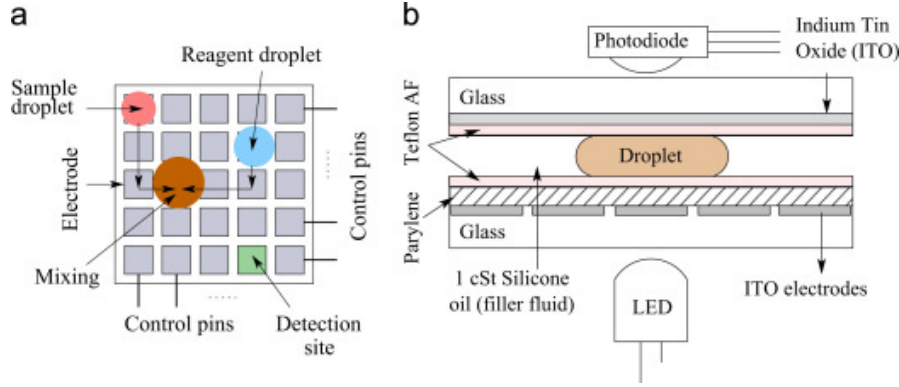 a
Sample
droplet
Reagent droplet
Electrode
Control pins
Mixing
Control pins
Detection
site
b
Photodiode
Indium Tin
Oxide (ITO)
Glass
Teflon AF
Droplet
Parylene
Glass
1 cSt Silicone
oil (filler fluid)
LED
ITO electrodes